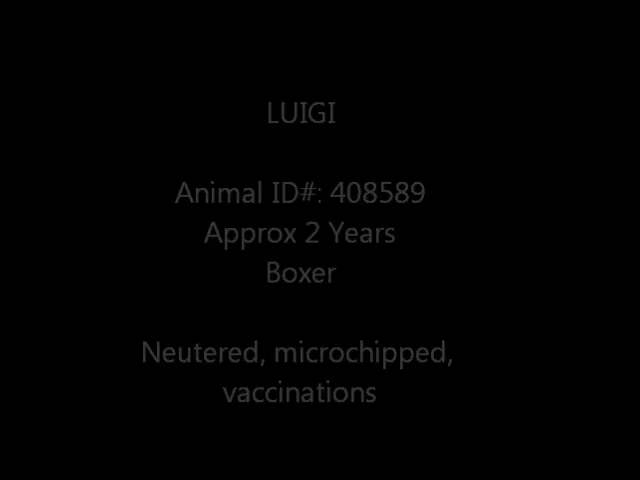 LUIGI
Animal ID#: 408589
Approx 2 Years
Boxer
Neutered, microchipped,
vaccinations